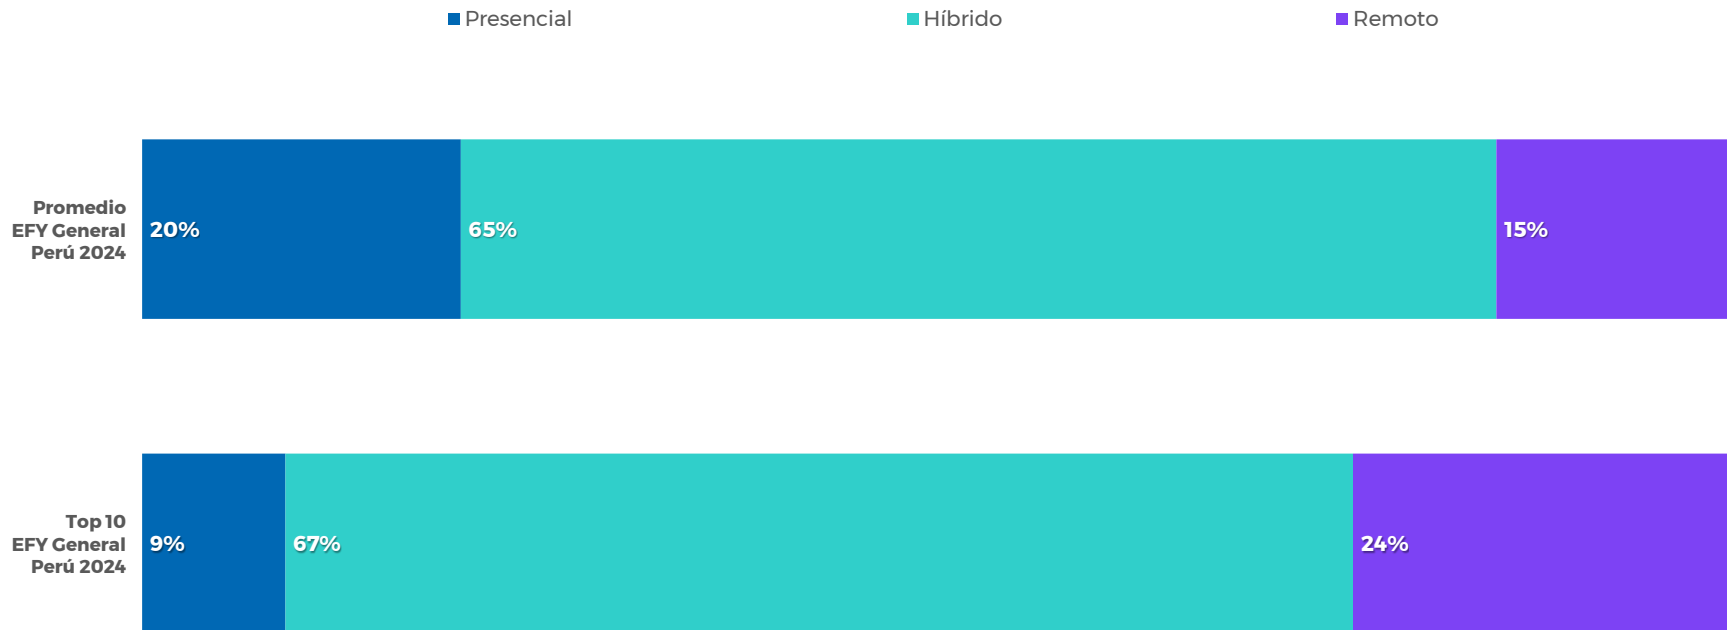 Presencial
Híbrido
Remoto
Promedio
EFY General
Perú 2024
20%
65%
15%
Top 10
EFY General
Perú 2024
9%
67%
24%